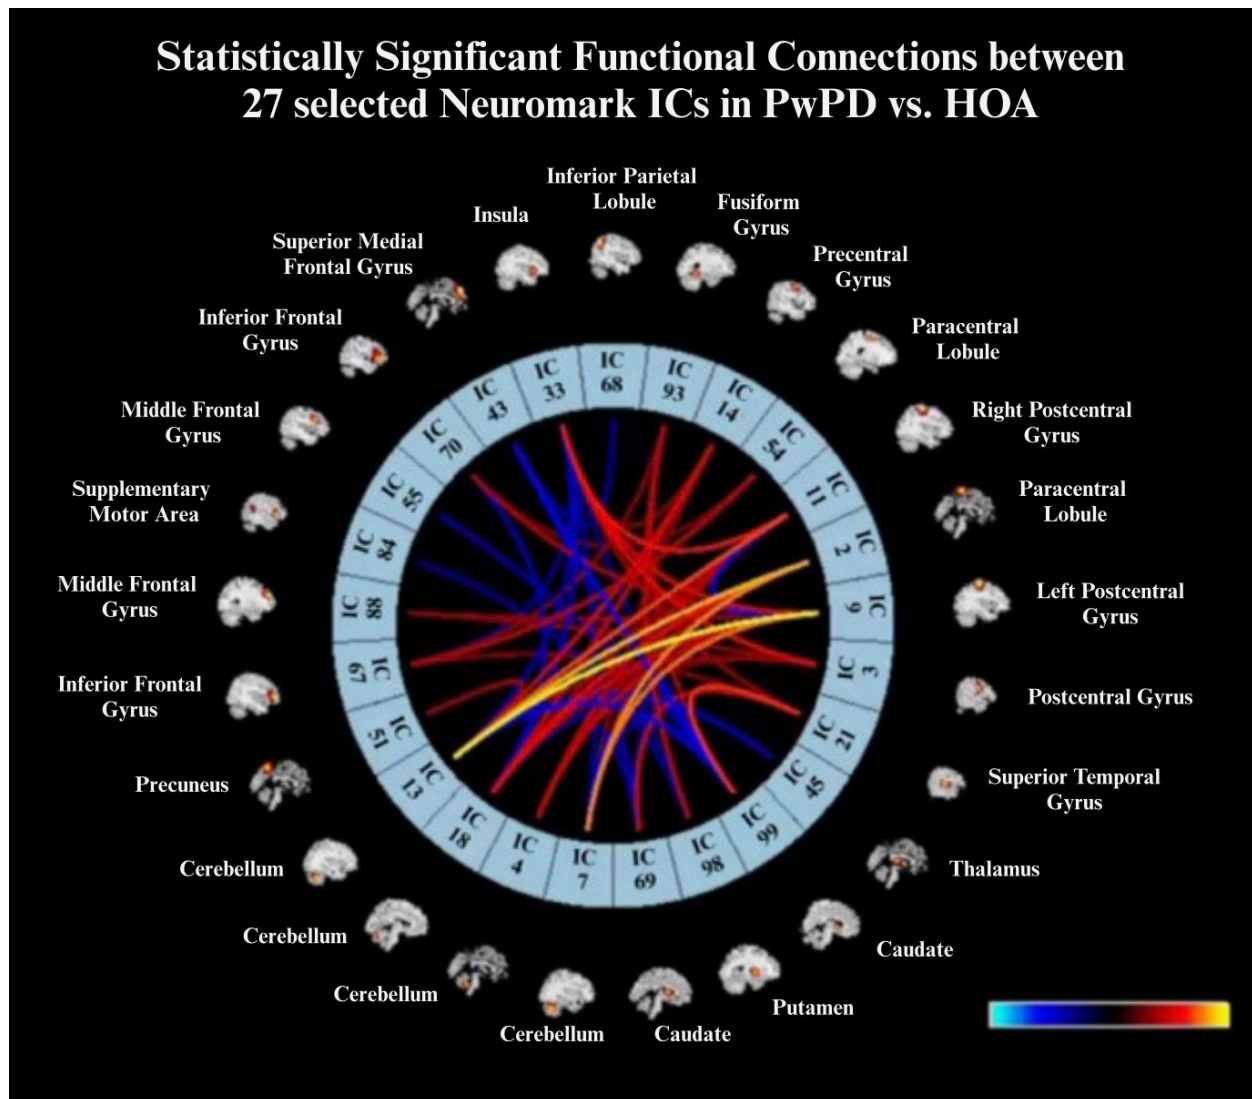 Statistically Significant Functional Connections between
27 selected Neuromark ICs in PwPD vs. HOA
Inferior Parietal
Lobule
Fusiform
Gyrus
Precentral
Gyrus
Paracentral
Lobule
Right Postcentral
Gyrus
Paracentral
Lobule
Left Postcentral
Gyrus
Postcentral Gyrus
Superior Temporal
Gyrus
Thalamus
Caudate
Putamen
Caudate
Cerebellum
Cerebellum
Cerebellum
Cerebellum
Precuneus
Inferior Frontal
Gyrus
Middle Frontal
Gyrus
Supplementary
Motor Area
Middle Frontal
Gyrus
Inferior Frontal
Gyrus
Superior Medial
Frontal Gyrus
Insula
IC
68
IC
93
IC
14
IC
54
IC
11
IC
2
IC
9
IC
3
IC
21
IC
45
IC
99
IC
98
IC
69
IC
7
IC
4
IC
18
IC
13
IC
51
IC
67
IC
88
IC
84
IC
55
IC
70
IC
43
IC
33